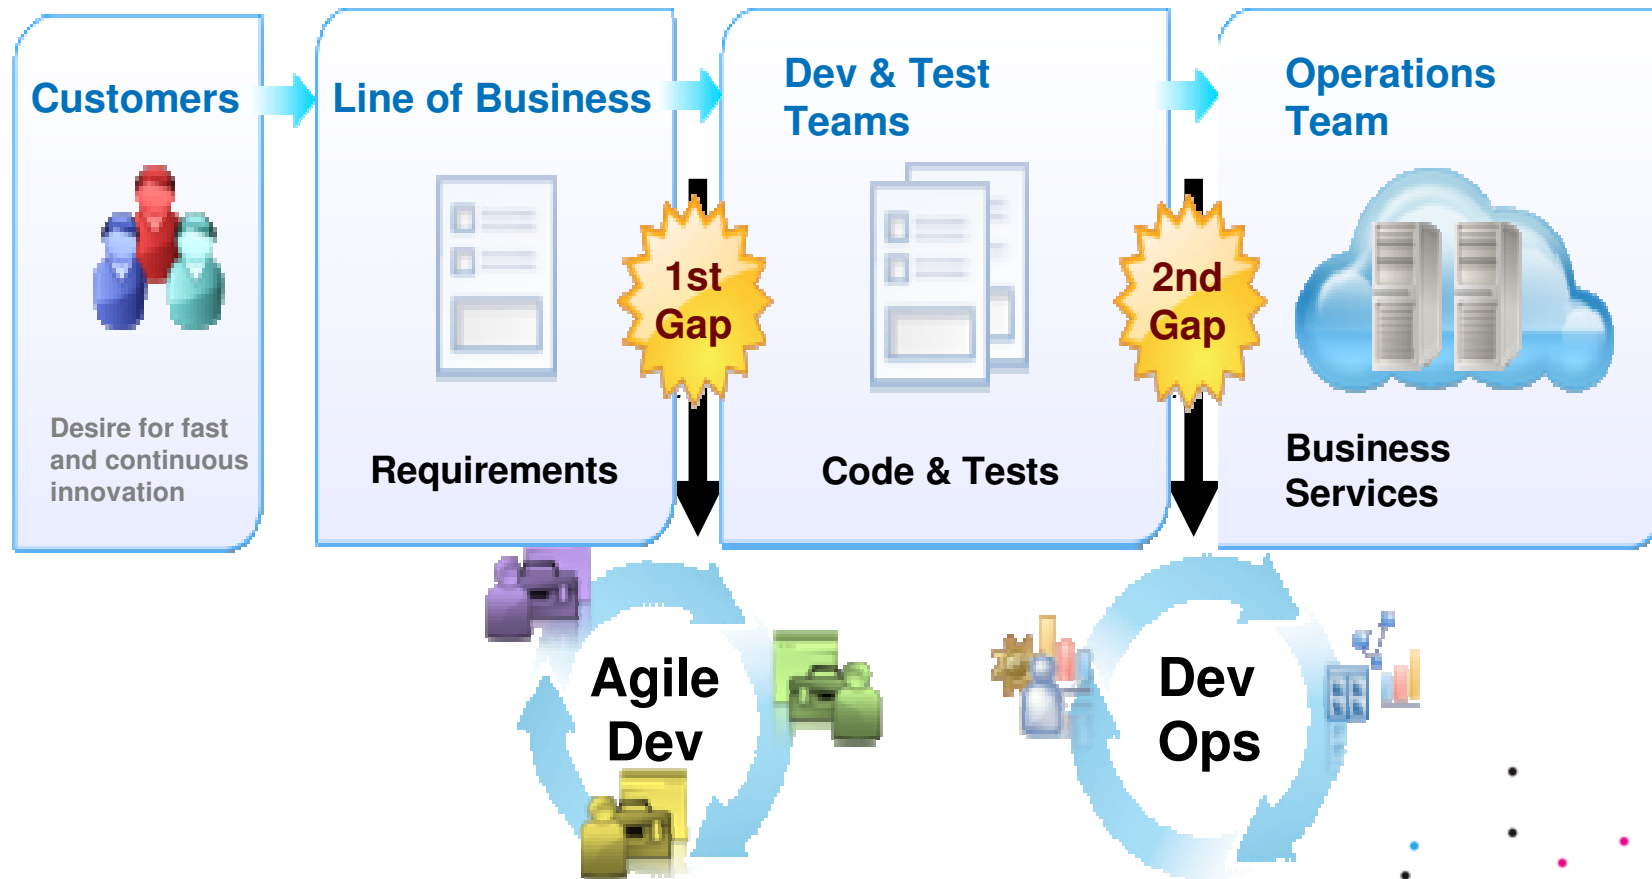 Customers
Desire for fast
and continuous
innovation
Line of Business
Requirements
1st
Gap
Dev & Test
Teams
Code & Tests
2nd
Gap
Operations
Team
Business
Services
Agile
Dev
Dev
Ops